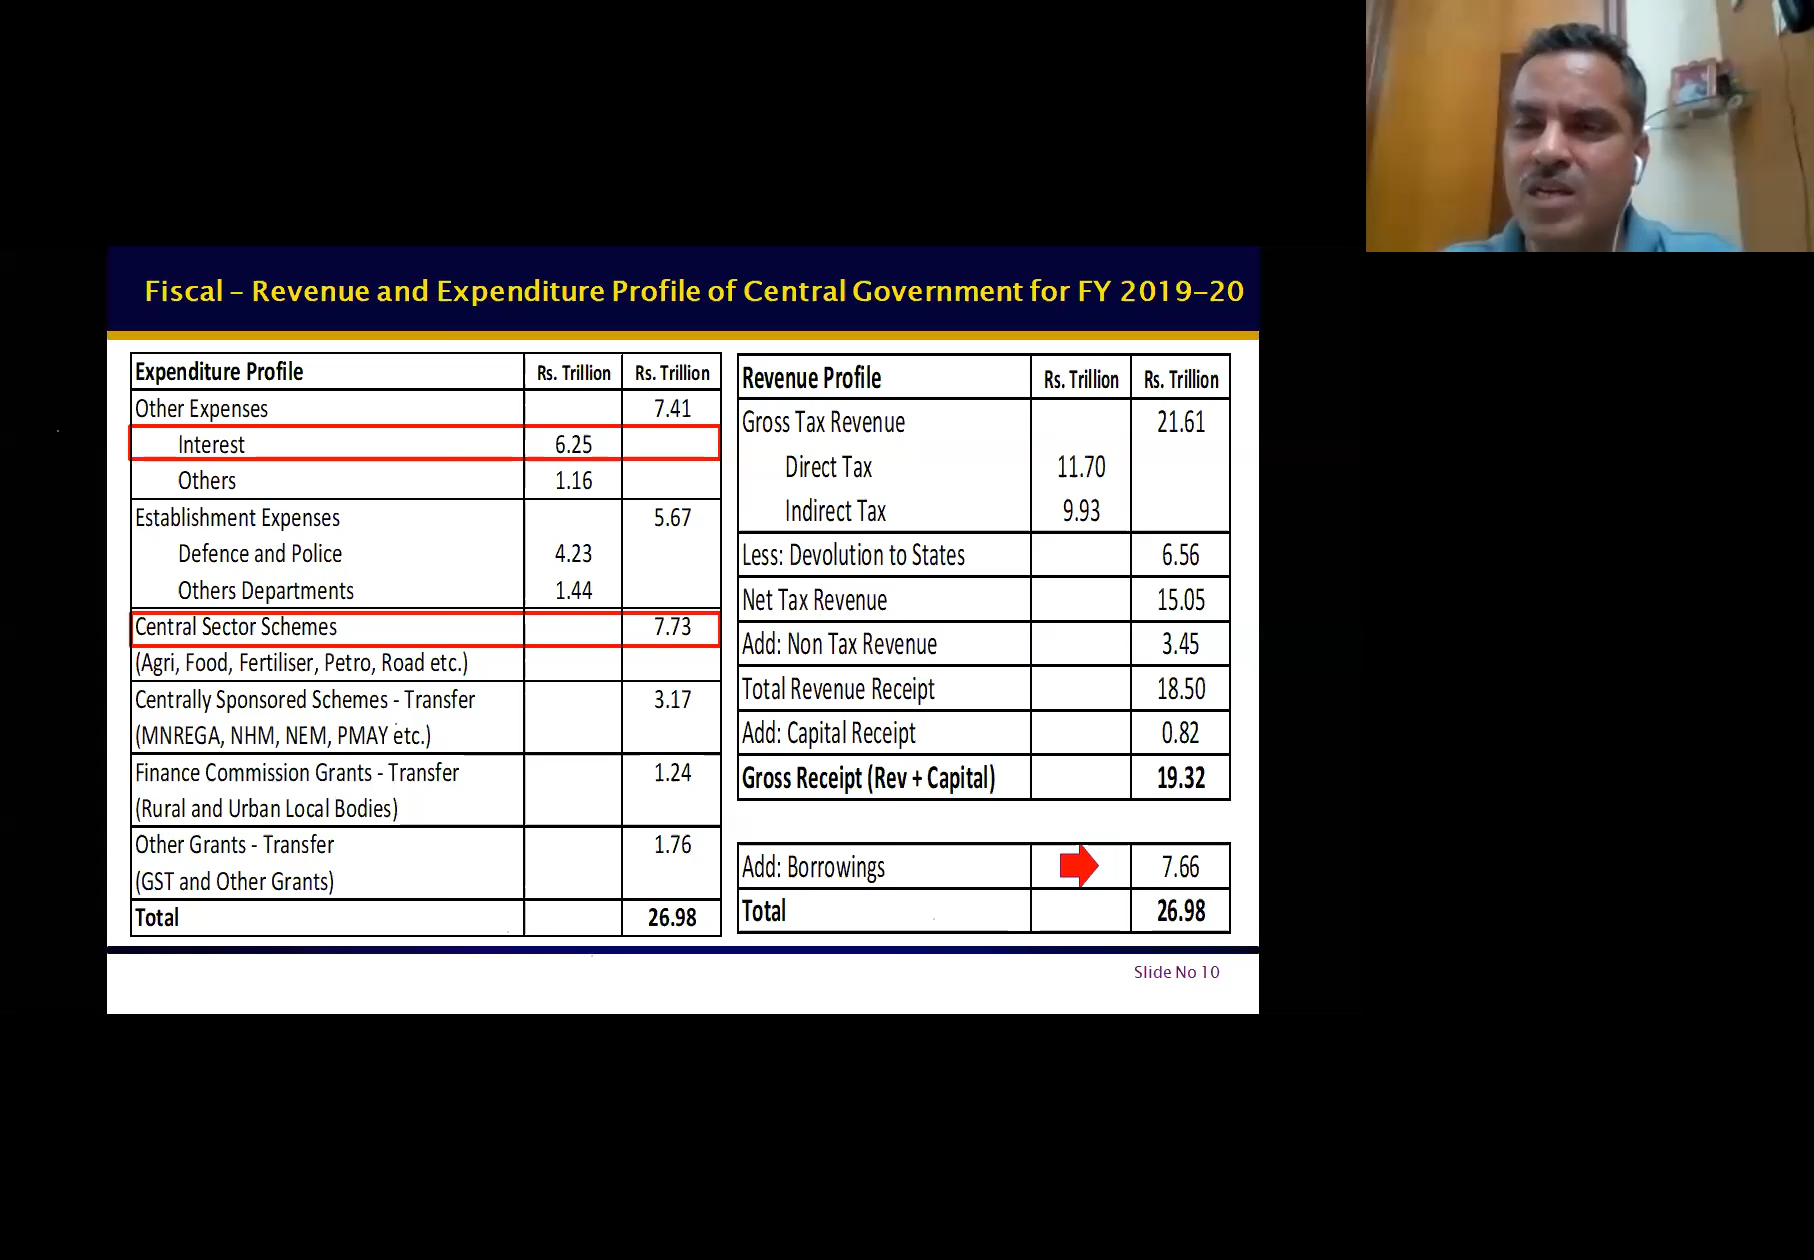 Fiscal – Revenue and Expenditure Profile of Central Government for FY 2019-20
Expenditure Profile Rs. Trillion Rs. Trillion
Other Expenses 7.41
Interest 6.25
Others 1.16
Establishment Expenses 5.67
Defence and Police 4.23
Others Departments 1.44
Central Sector Schemes 7.73
(Agri, Food, Fertiliser, Petro, Road etc.)
Centrally Sponsored Schemes - Transfer 3.17
(MNREGA, NHM, NEM, PMAY etc.)
Finance Commission Grants - Transfer 1.24
(Rural and Urban Local Bodies)
Other Grants - Transfer 1.76
(GST and Other Grants)
Total 26.98
Revenue Profile Rs. Trillion Rs. Trillion
Gross Tax Revenue 21.61
Direct Tax 11.70
Indirect Tax 9.93
Less: Devolution to States 6.56
Net Tax Revenue 15.05
Add: Non Tax Revenue 3.45
Total Revenue Receipt 18.50
Add: Capital Receipt 0.82
Gross Receipt (Rev + Capital) 19.32
Add: Borrowings 7.66
Total 26.98
Slide No 10